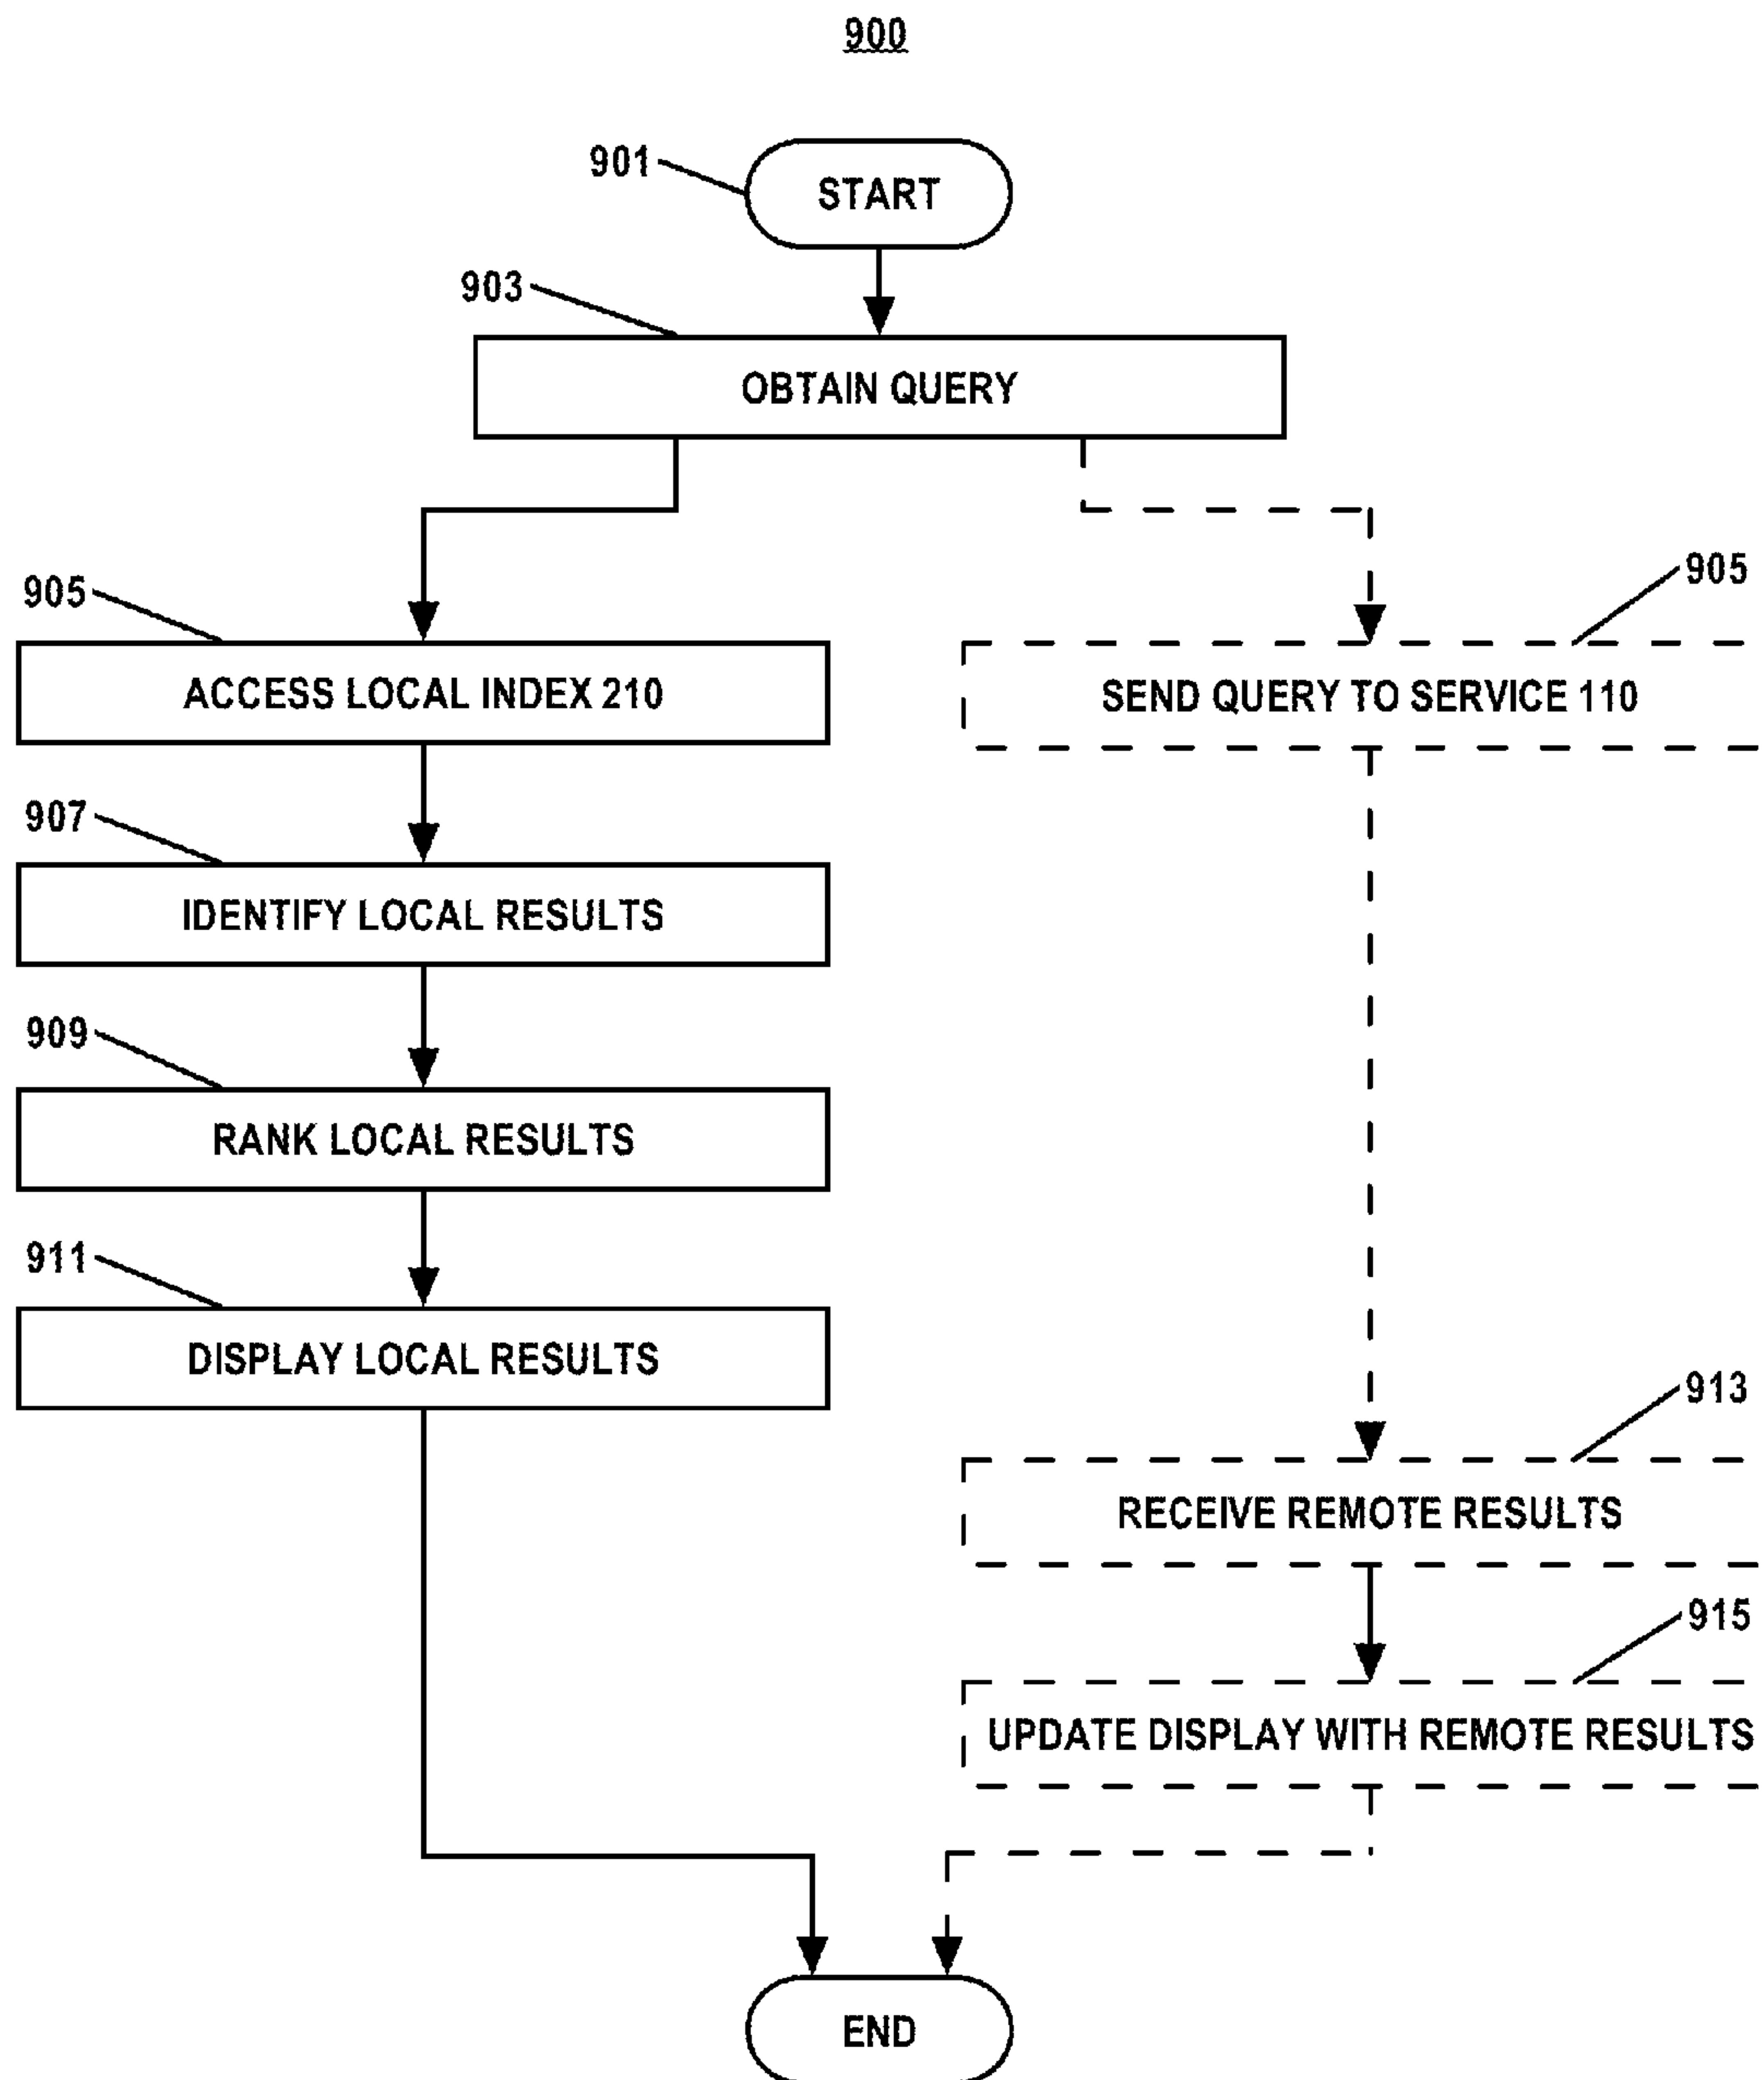 900
901
START
903
OBTAIN QUERY
905
ACCESS LOCAL INDEX 210
905
SEND QUERY TO SERVICE 110
907
IDENTIFY LOCAL RESULTS
909
RANK LOCAL RESULTS
911
DISPLAY LOCAL RESULTS
913
RECEIVE REMOTE RESULTS
915
UPDATE DISPLAY WITH REMOTE RESULTS
END